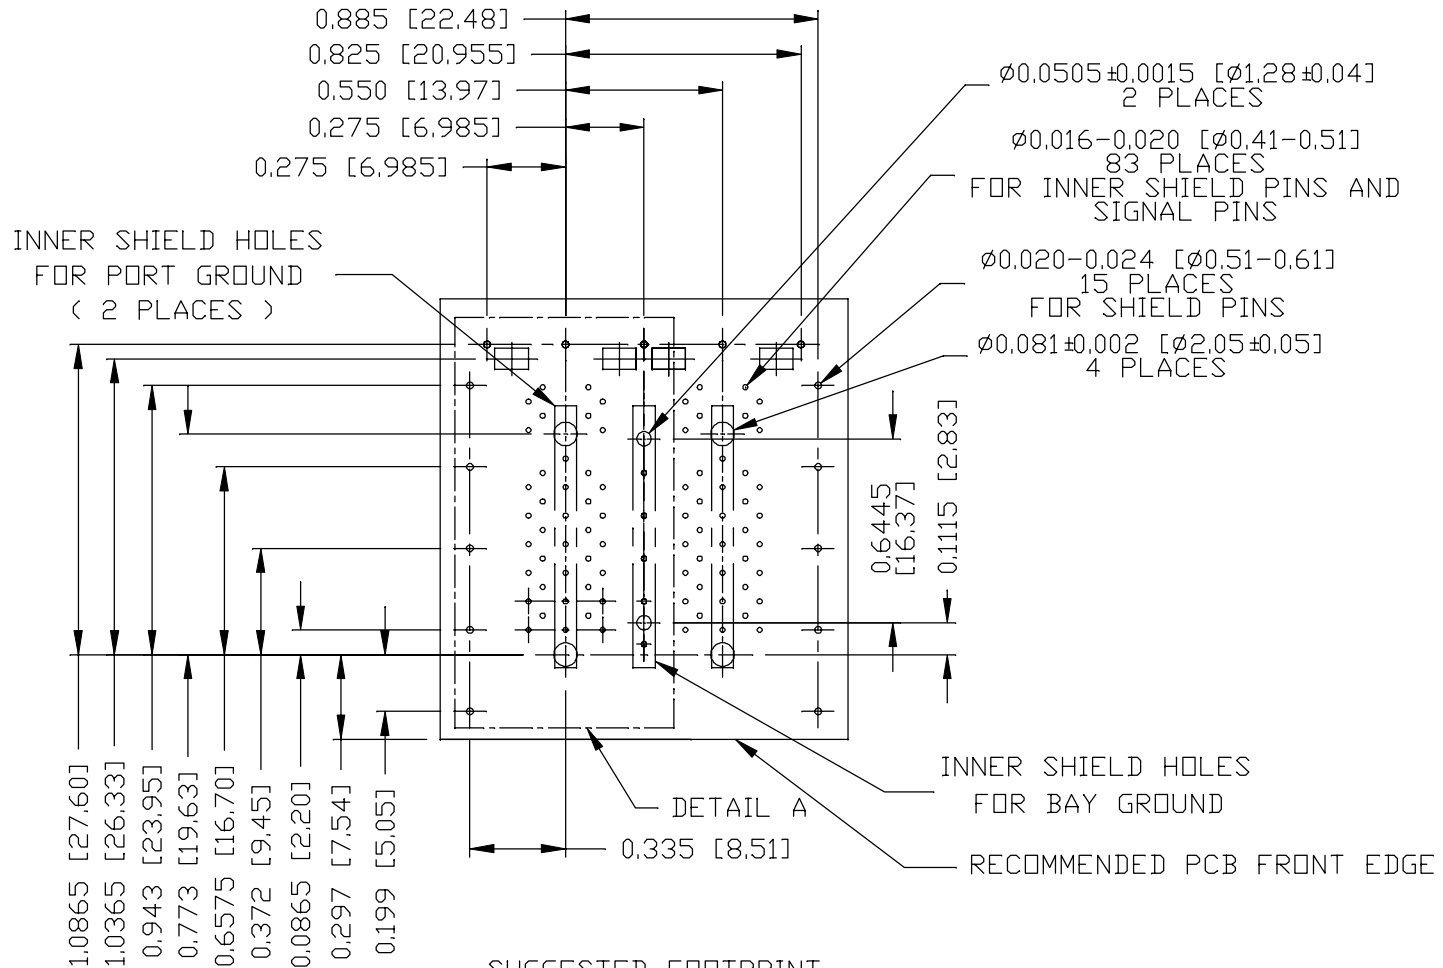 0.885 [22.48]
0.825 [20.955]
0.550 [13.97]
0.275 [6.985]
0.275 [6.985]
Ø0.0505±0.0015 [Ø1.28±0.04]
2 PLACES
Ø0.016-0.020 [Ø0.41-0.51]
83 PLACES
FOR INNER SHIELD PINS AND
SIGNAL PINS
Ø0.020-0.024 [Ø0.51-0.61]
15 PLACES
FOR SHIELD PINS
Ø0.081±0.002 [Ø2.05±0.05]
4 PLACES
INNER SHIELD HOLES
FOR PORT GROUND
( 2 PLACES )
0.6445
[16.37]
0.1115 [2.83]
1.0865 [27.60]
1.0365 [26.33]
0.943 [23.95]
0.773 [19.63]
0.6575 [16.70]
0.372 [9.45]
0.0865 [2.20]
0.297 [7.54]
0.199 [5.05]
DETAIL A
0.335 [8.51]
INNER SHIELD HOLES
FOR BAY GROUND
RECOMMENDED PCB FRONT EDGE
SUGGESTED FOOTPRINT